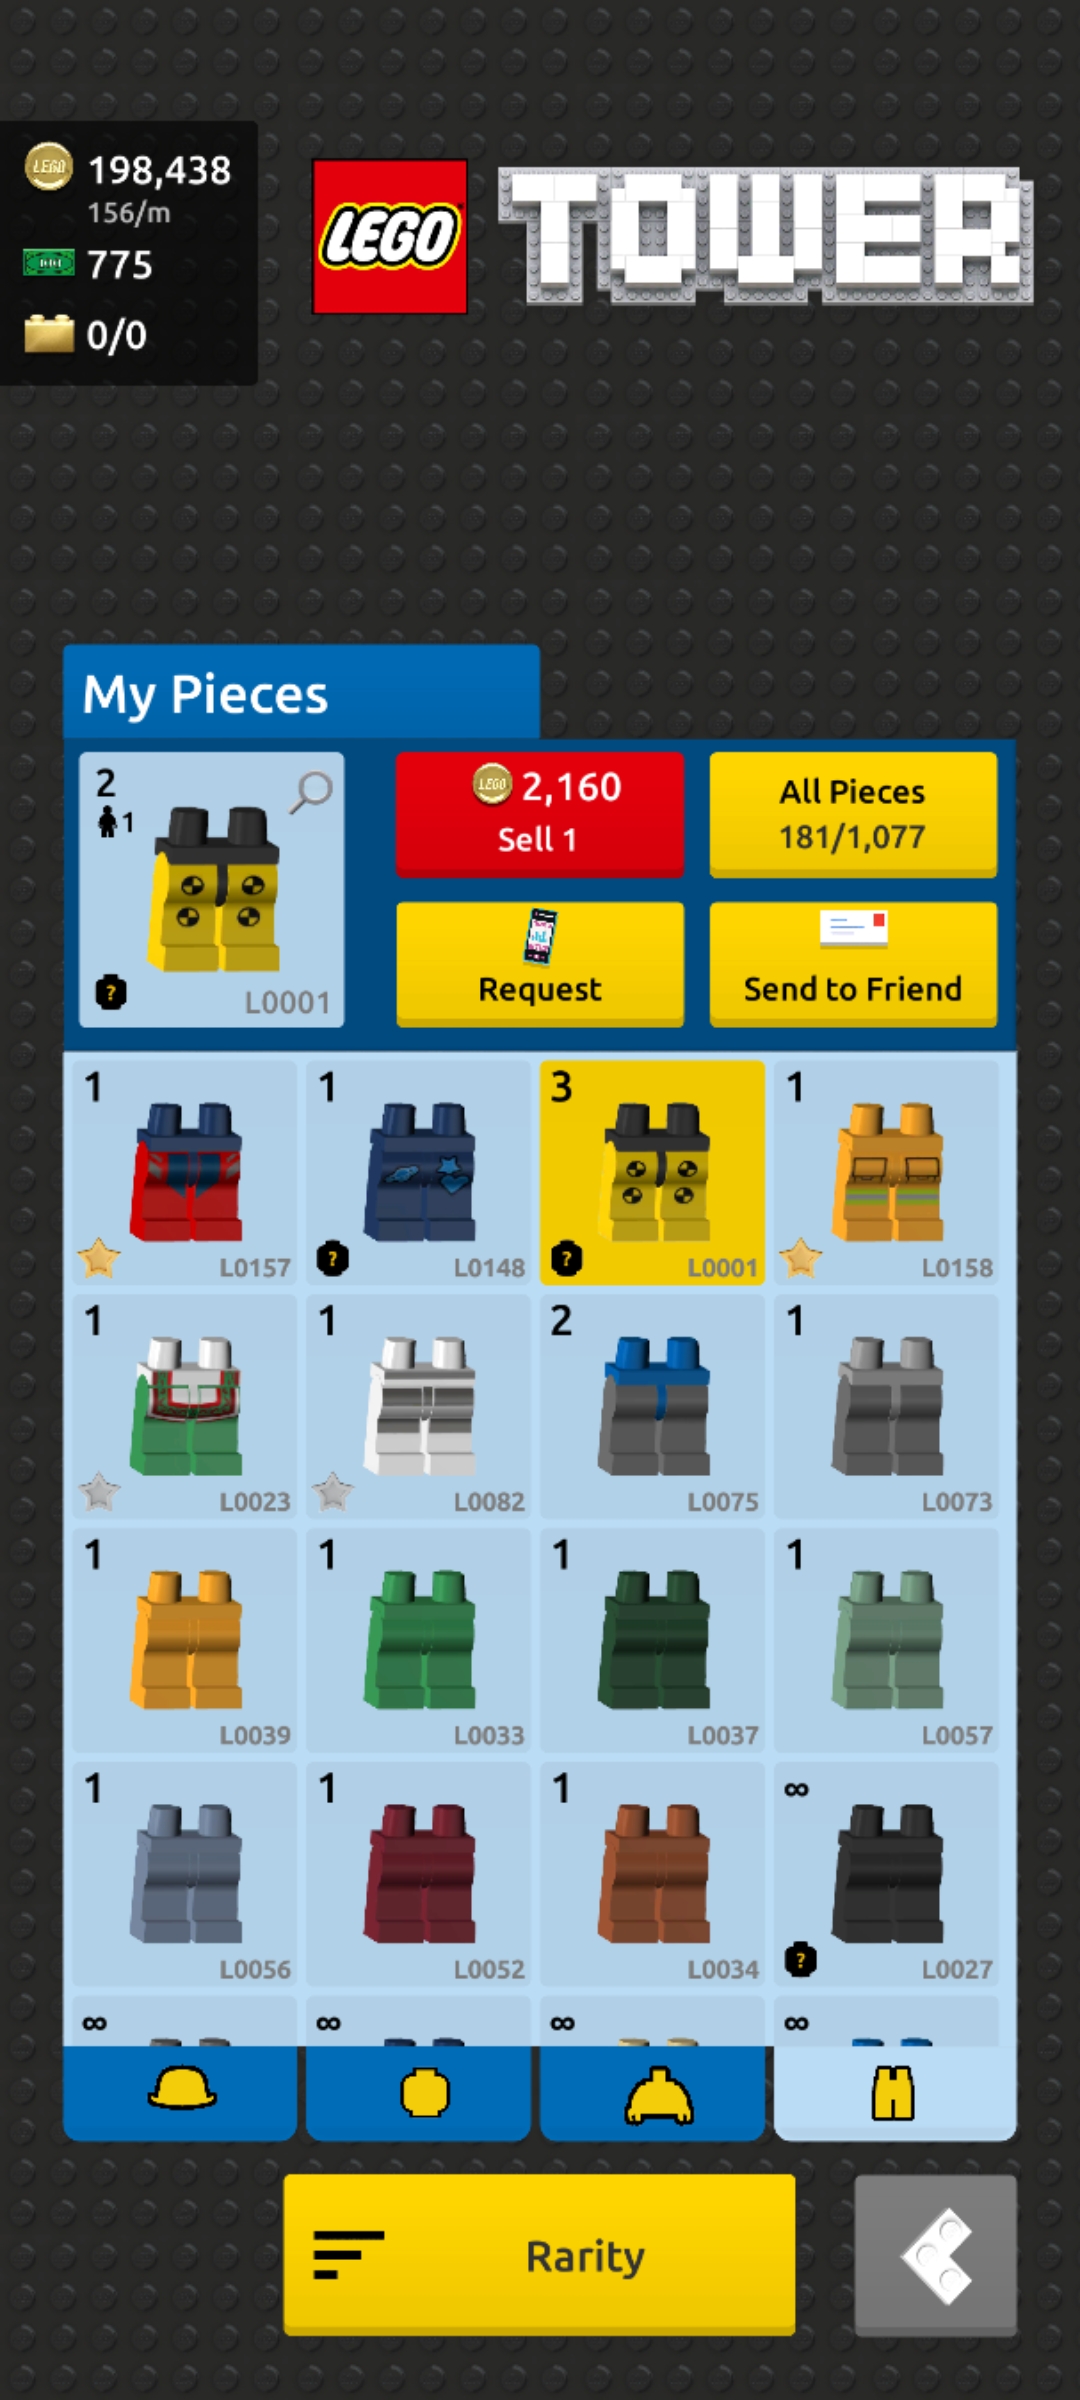 LEGO 198,438
156/m
775
0/0
LEGO
TOWER
My Pieces
2
1
?
L0001
LEGO 2,160
Sell 1
All Pieces
181/1,077
Request
Send to Friend
1
L0157
1
?
L0148
3
?
L0001
1
L0158
1
L0023
1
L0082
2
L0075
1
L0073
1
L0039
1
L0033
1
L0037
1
L0057
1
L0056
1
L0052
1
L0034
∞
?
L0027
∞
∞
∞
∞
Rarity